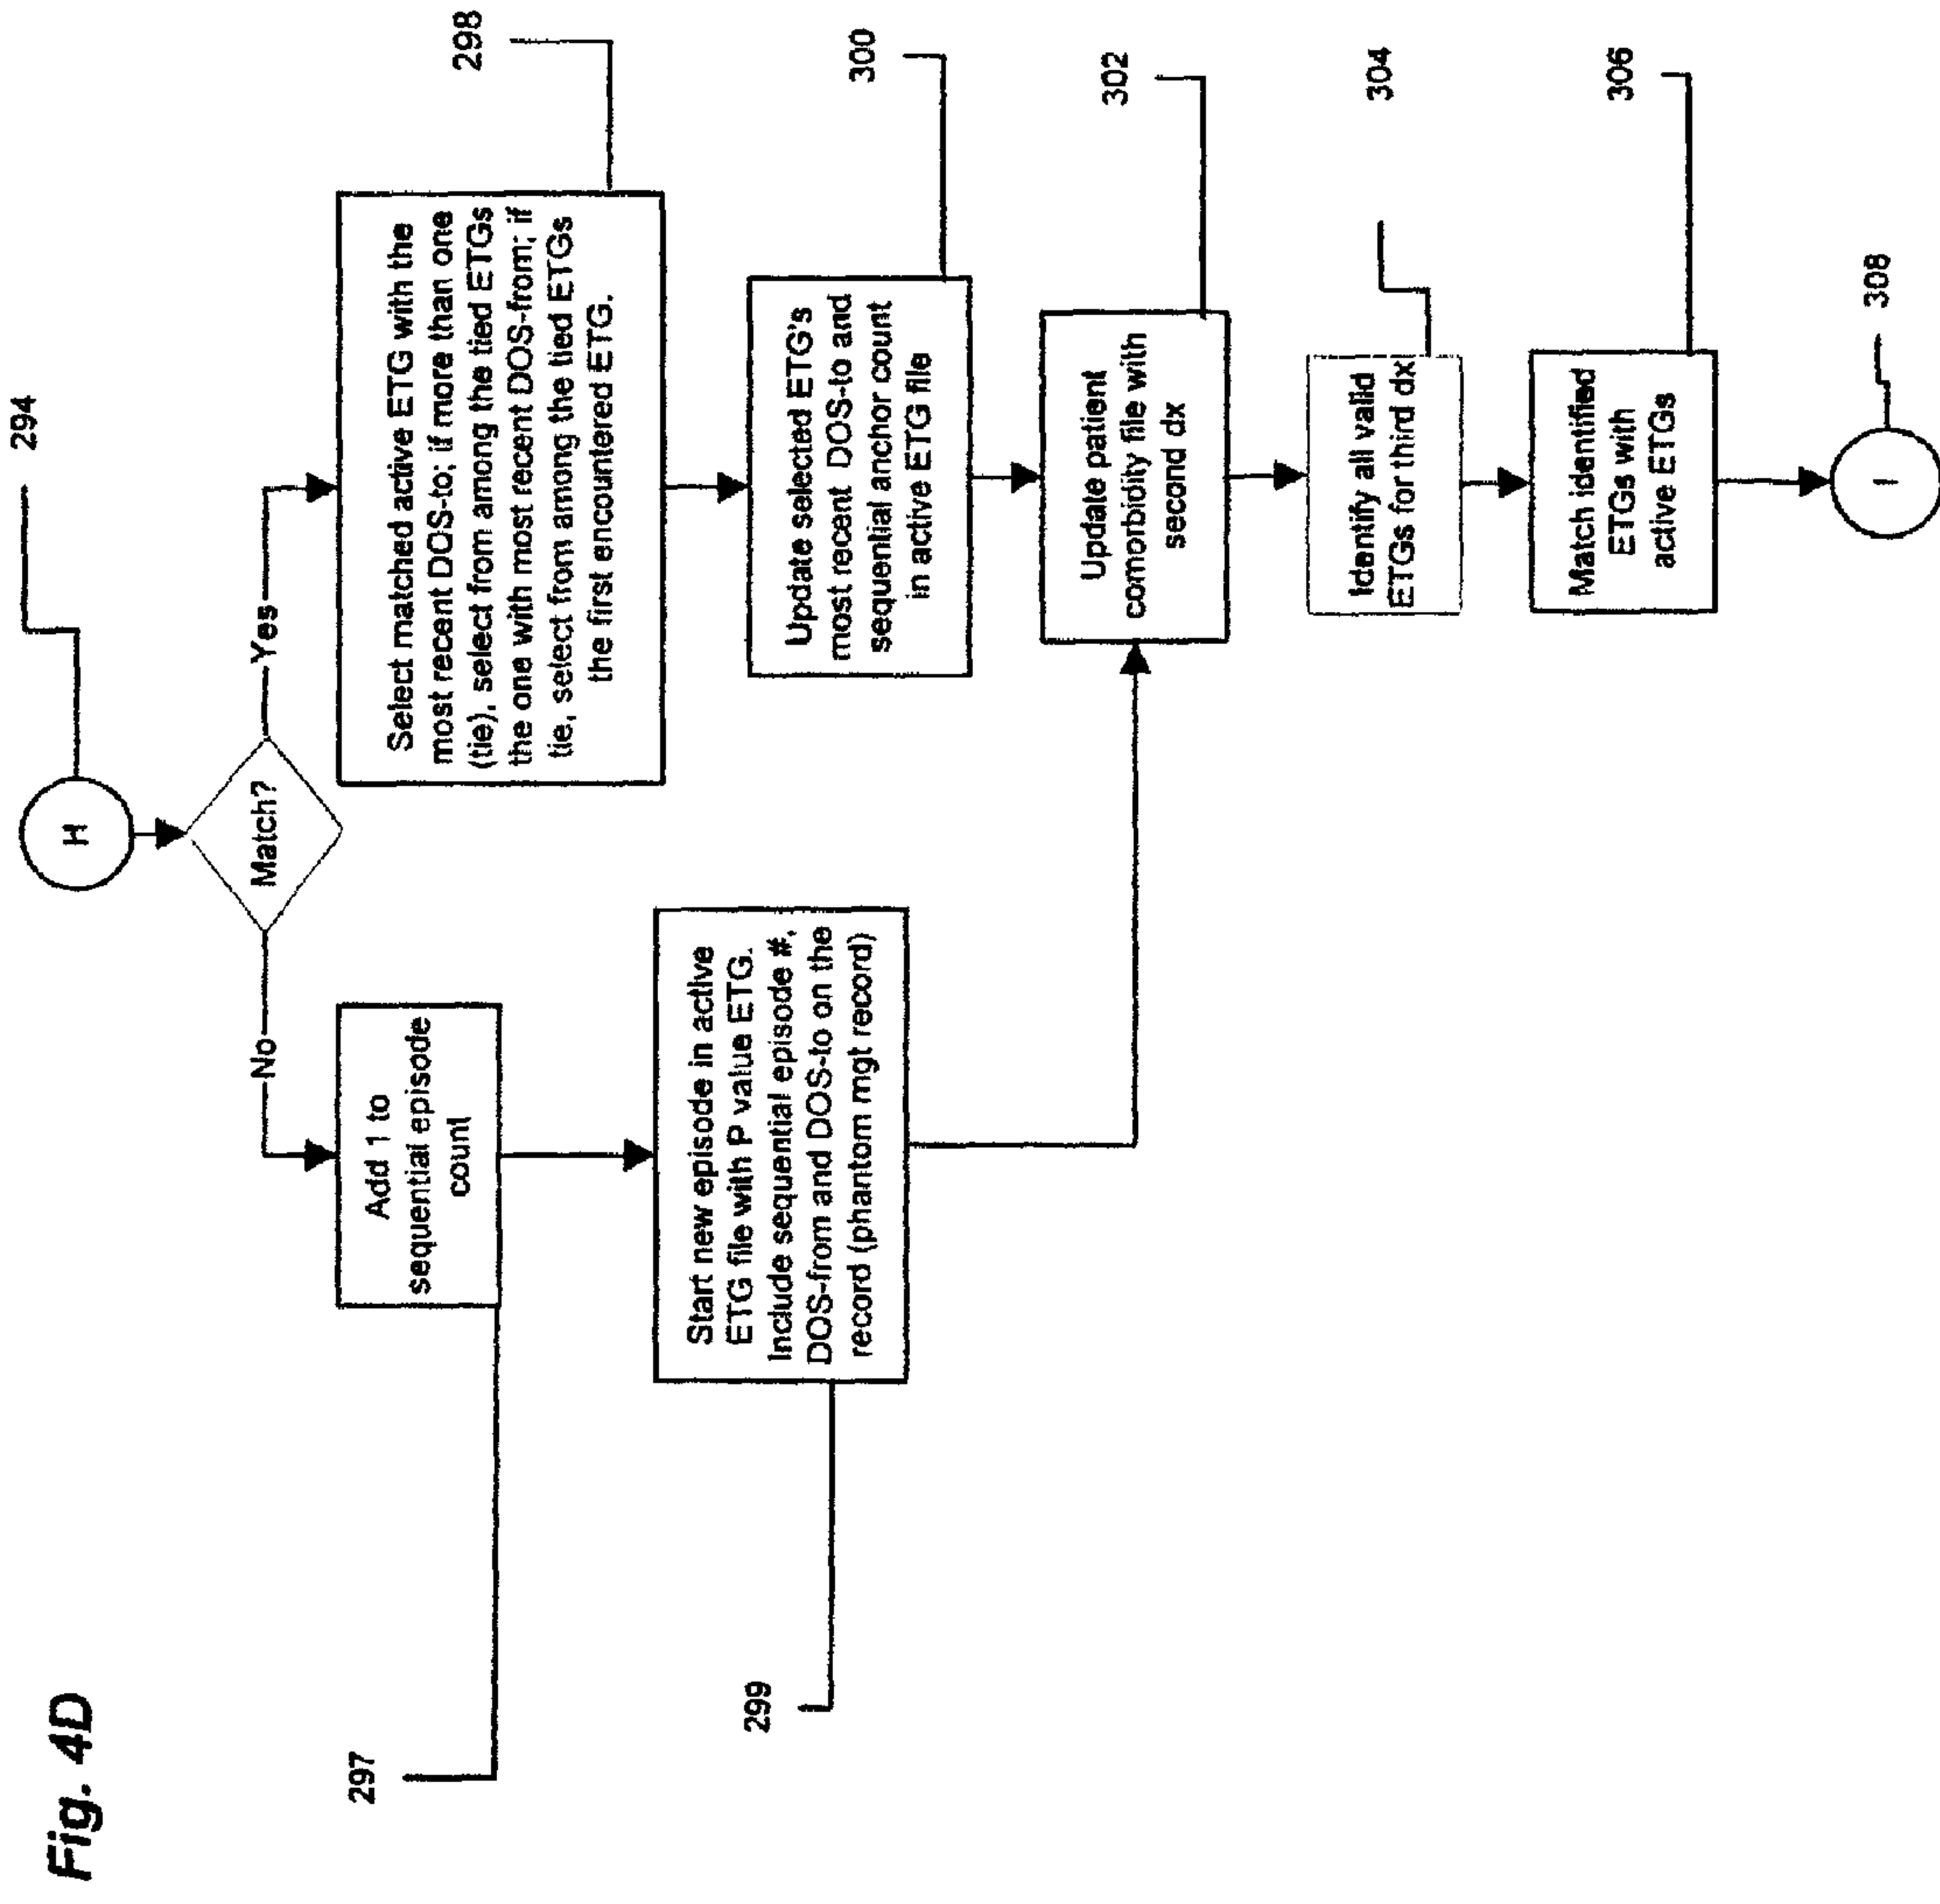 Fig. 4D
294
H
Match?
No
Yes
297
Add 1 to
sequential episode
count
298
Select matched active ETG with the
most recent DOS-to; if more than one
(tie), select from among the tied ETGs
the one with most recent DOS-from; if
tie, select from among the tied ETGs
the first encountered ETG.
299
Start new episode in active
ETG file with P value ETG.
Include sequential episode #,
DOS-from and DOS-to on the
record (phantom mgt record)
300
Update selected ETG's
most recent DOS-to and
sequential anchor count
in active ETG file
302
Update patient
comorbidity file with
second dx
304
Identify all valid
ETGs for third dx
306
Match identified
ETGs with
active ETGs
308
I